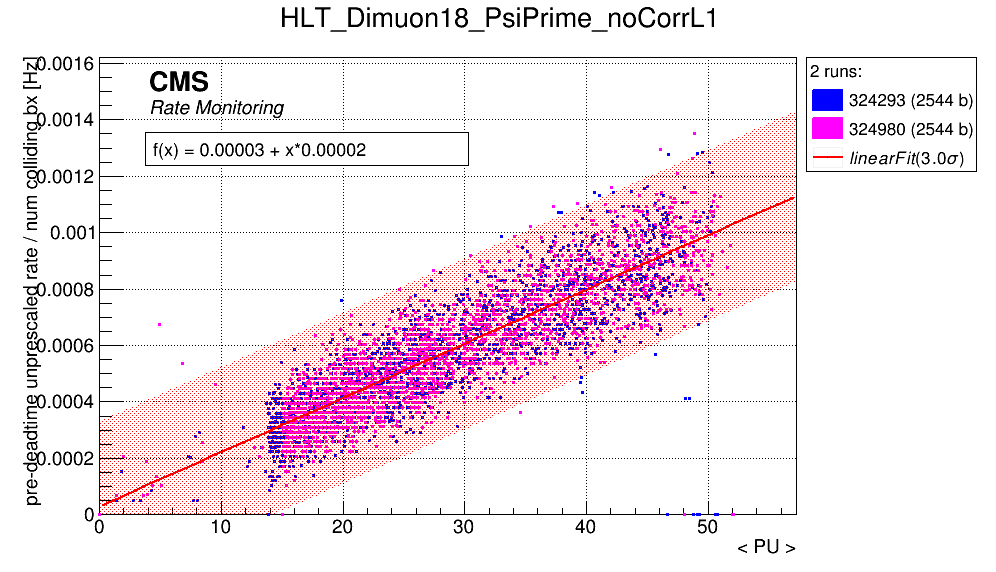 HLT_Dimuon18_PsiPrime_noCorrL1
pre-deadtime unprescaled rate / num colliding bx [Hz]
0.0016
0.0014
0.0012
0.001
0.0008
0.0006
0.0004
0.0002
0
CMS
Rate Monitoring
f(x) = 0.00003 + x*0.00002
2 runs:
324293 (2544 b)
324980 (2544 b)
linearFit(3.0σ)
0 10 20 30 40 50
< PU >